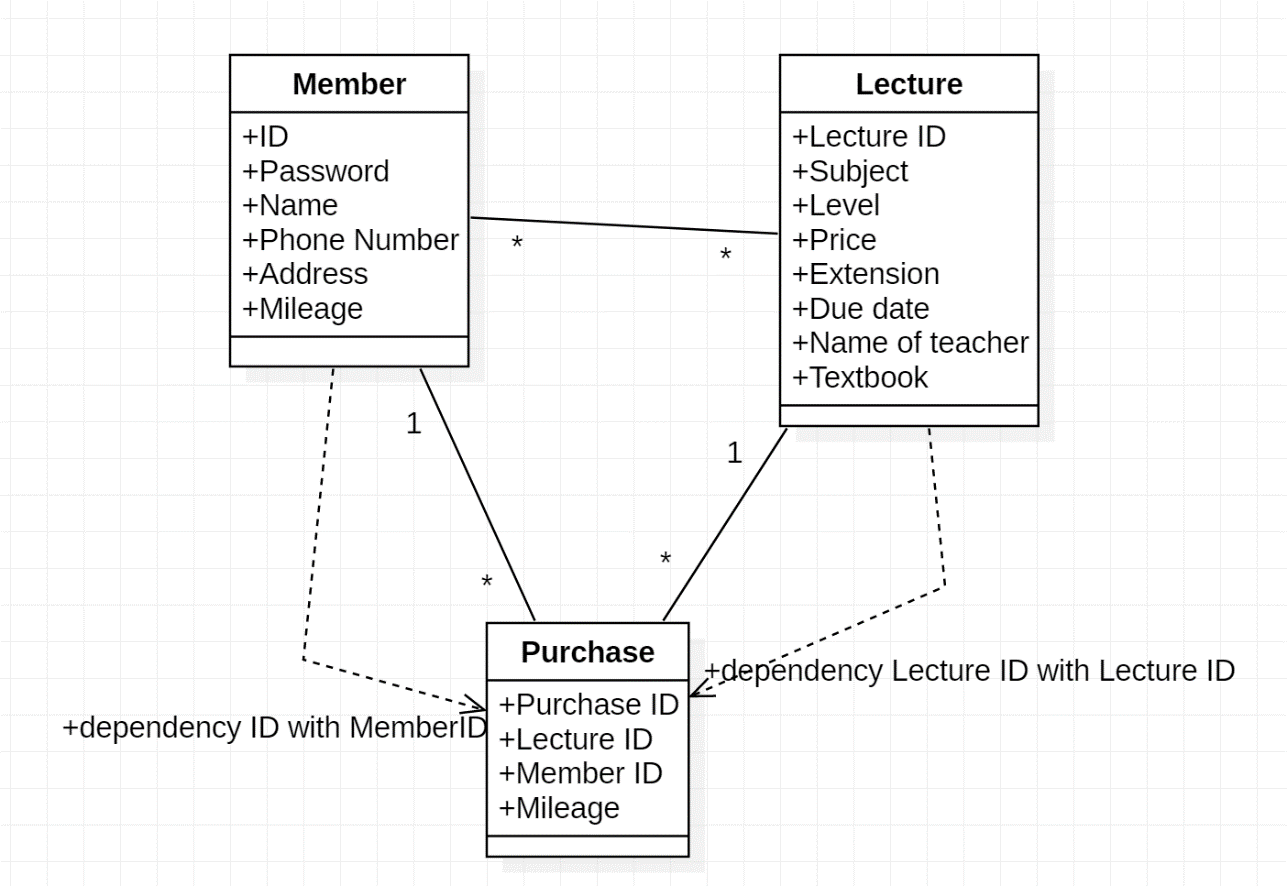 Member
+ID
+Password
+Name
+Phone Number
+Address
+Mileage
Lecture
+Lecture ID
+Subject
+Level
+Price
+Extension
+Due date
+Name of teacher
+Textbook
*
*
1
*
1
*
Purchase
+Purchase ID
+Lecture ID
+Member ID
+Mileage
+dependency ID with MemberID
+dependency Lecture ID with Lecture ID